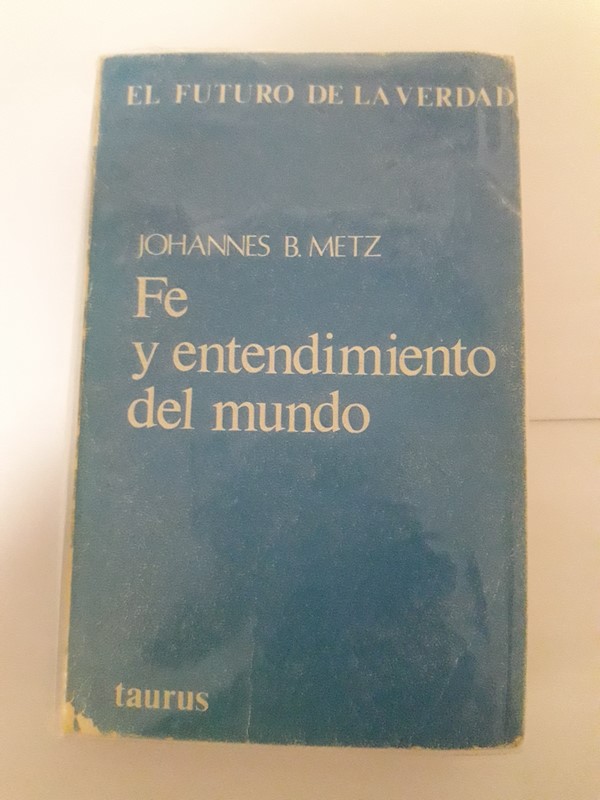 EL FUTURO DE LA VERDAD
JOHANNES B. METZ
Fe
y entendimiento
del mundo
taurus